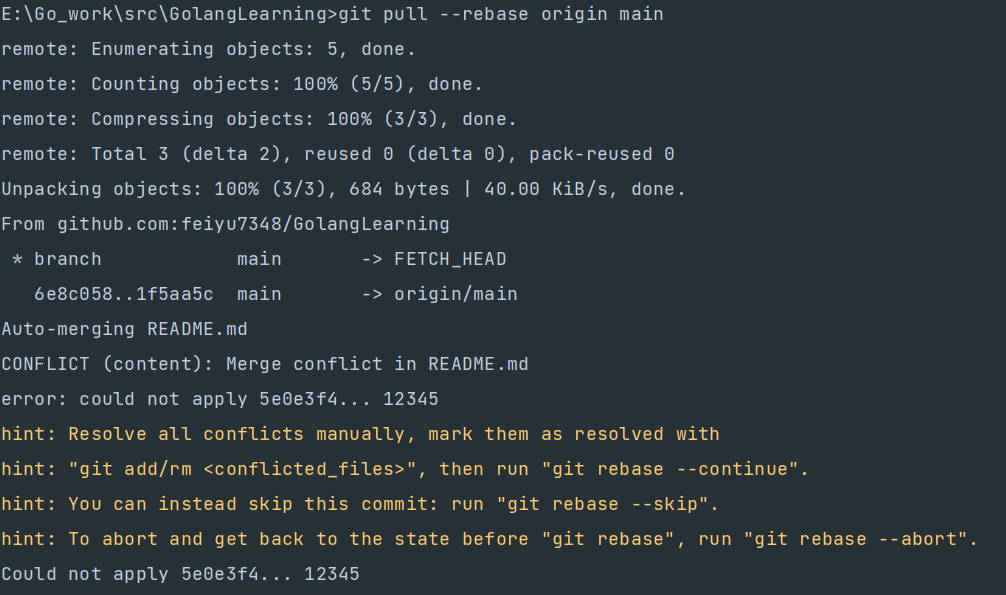 E:\Go_work\src\GolangLearning>git pull --rebase origin main
remote: Enumerating objects: 5, done.
remote: Counting objects: 100% (5/5), done.
remote: Compressing objects: 100% (3/3), done.
remote: Total 3 (delta 2), reused 0 (delta 0), pack-reused 0
Unpacking objects: 100% (3/3), 684 bytes | 40.00 KiB/s, done.
From github.com:feiyu7348/GolangLearning
 * branch            main       -> FETCH_HEAD
   6e8c058..1f5aa5c  main       -> origin/main
Auto-merging README.md
CONFLICT (content): Merge conflict in README.md
error: could not apply 5e0e3f4... 12345
hint: Resolve all conflicts manually, mark them as resolved with
hint: "git add/rm <conflicted_files>", then run "git rebase --continue".
hint: You can instead skip this commit: run "git rebase --skip".
hint: To abort and get back to the state before "git rebase", run "git rebase --abort".
Could not apply 5e0e3f4... 12345